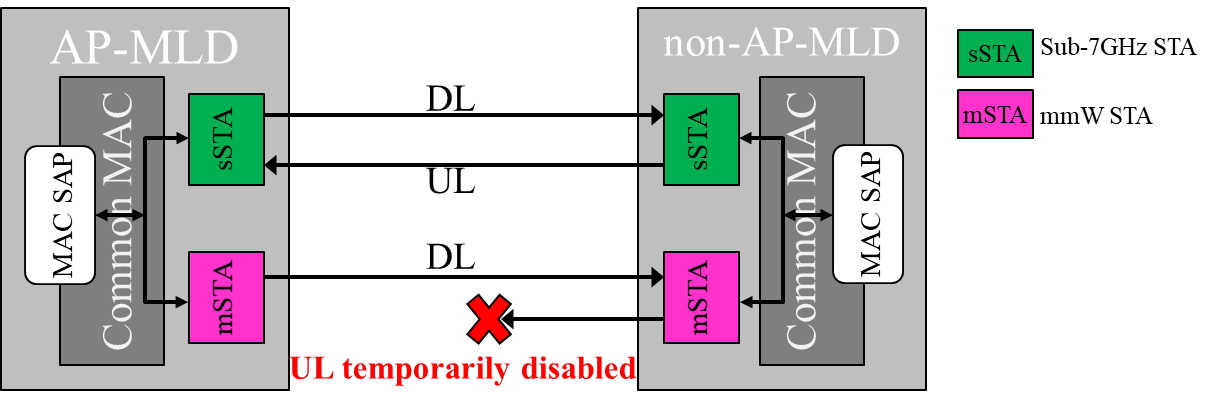 AP-MLD
non-AP-MLD
sSTA
Sub-7GHz STA
mSTA
mmW STA
MAC SAP
Common MAC
sSTA
mSTA
DL
UL
DL
UL temporarily disabled
sSTA
mSTA
Common MAC
MAC SAP